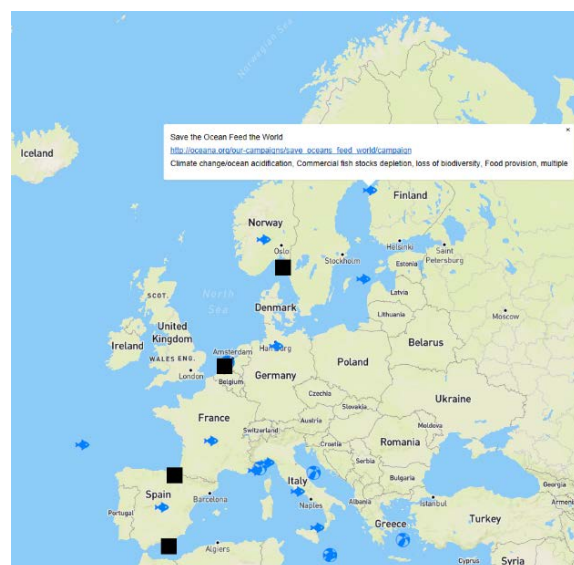 Norwegian Sea
×
Save the Ocean Feed the World
http://oceana.org/our-campaigns/save_oceans_feed_world/campaign
Climate change/ocean acidification, Commercial fish stocks depletion, loss of biodiversity, Food provision, multiple
Iceland
Finland
Norway
Oslo
Helsinki
Saint
Petersburg
Stockholm
Estonia
North
Sea
Latvia
SCOT.
Denmark
Lithuania
Moscow
United
Kingdom
Ireland
Hamburg
Belarus
Amsterdam
WALES
ENG.
London
Poland
Belgium
Germany
Ukraine
Czechia
Slovakia
France
Austria
Moldova
Switzerland
Croatia
Romania
Serbia
Italy
Bulgaria
Georgia
Spain
Barcelona
Naples
Albania
Istanbul
Armenia
Portugal
Greece
Turkey
Algiers
Cyprus
Syria